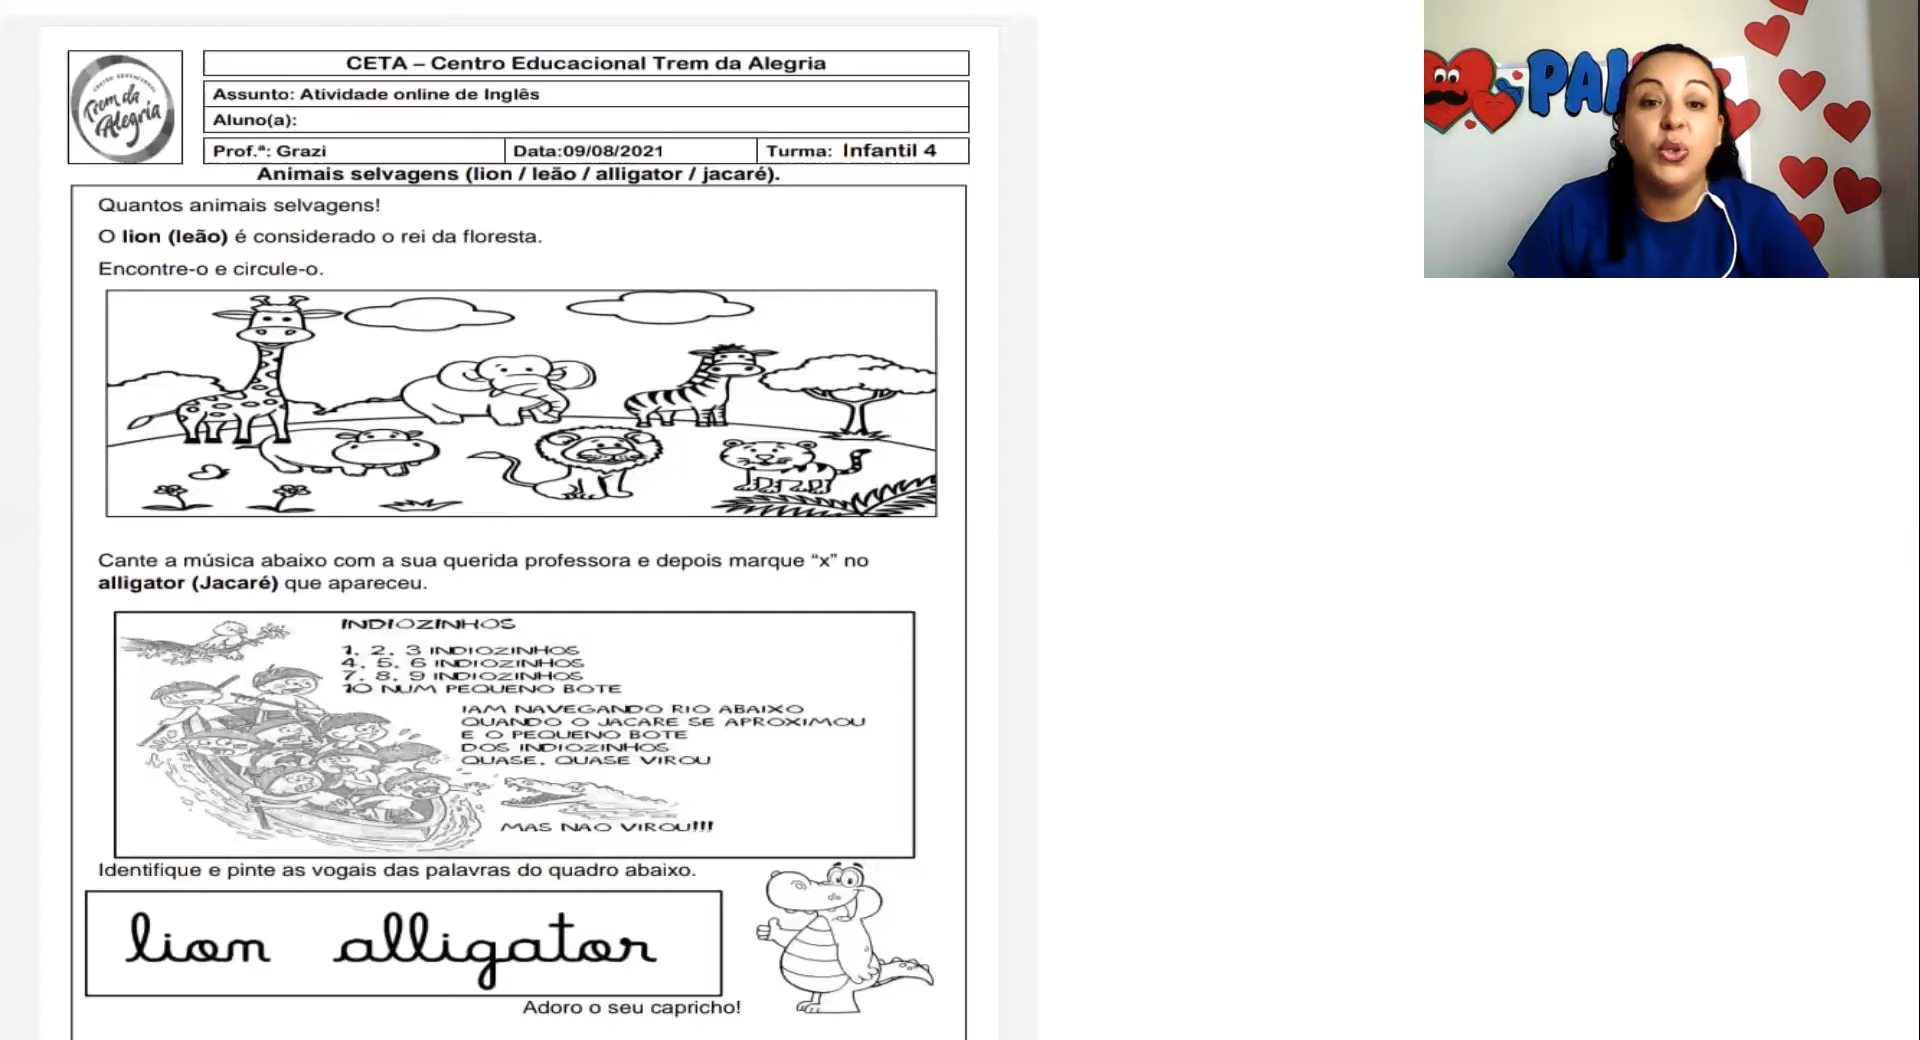 CENTRO EDUCACIONAL
Trem da
Alegria
CETA – Centro Educacional Trem da Alegria
Assunto: Atividade online de Inglês
Aluno(a):
Prof.ª: Grazi Data:09/08/2021 Turma: Infantil 4
Animais selvagens (lion / leão / alligator / jacaré).
Quantos animais selvagens!
O lion (leão) é considerado o rei da floresta.
Encontre-o e circule-o.
Cante a música abaixo com a sua querida professora e depois marque “x” no
alligator (Jacaré) que apareceu.
INDIOZINHOS
1, 2, 3 INDIOZINHOS
4, 5, 6 INDIOZINHOS
7, 8, 9 INDIOZINHOS
10 NUM PEQUENO BOTE
IAM NAVEGANDO RIO ABAIXO
QUANDO O JACARE SE APROXIMOU
E O PEQUENO BOTE
DOS INDIOZINHOS
QUASE, QUASE VIROU
MAS NAO VIROU!!!
Identifique e pinte as vogais das palavras do quadro abaixo.
lion alligator
Adoro o seu capricho!
PAI